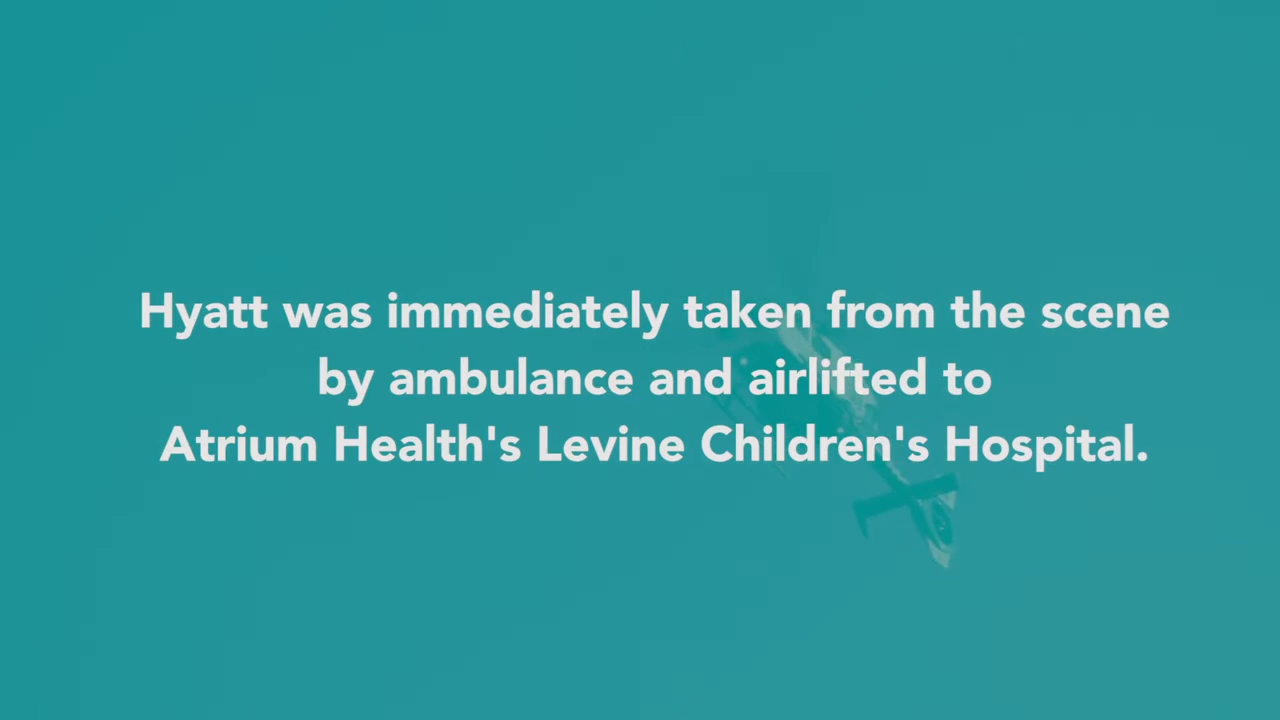 Hyatt was immediately taken from the scene
by ambulance and airlifted to
Atrium Health's Levine Children's Hospital.